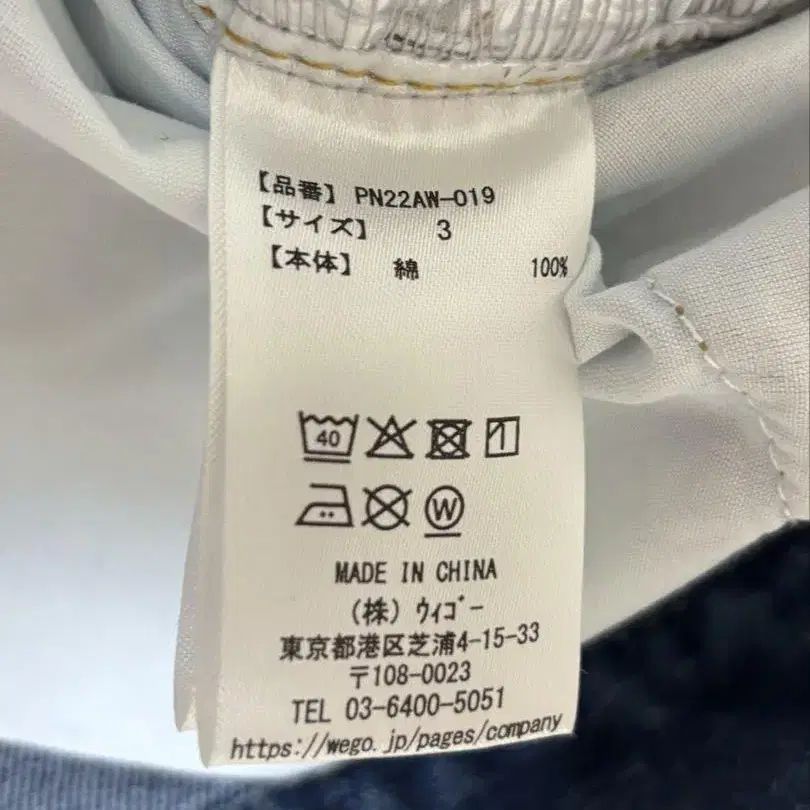 【品番】 PN22AW-019
【サイズ】 3
【本体】 綿 100%
40
W
MADE IN CHINA
(株) ｳｨｺﾞｰ
東京都港区芝浦4-15-33
〒108-0023
TEL 03-6400-5051
https://wego.jp/pages/company